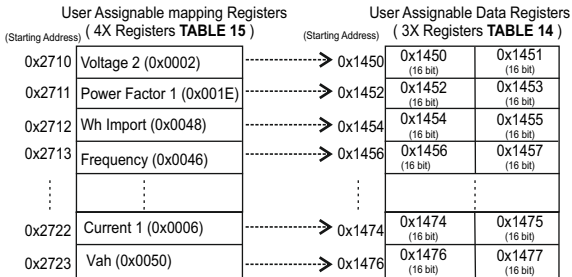 User Assignable mapping Registers
( 4X Registers TABLE 15 )
User Assignable Data Registers
( 3X Registers TABLE 14 )
(Starting Address)
(Starting Address)
0x2710 Voltage 2 (0x0002) 0x1450 0x1450 (16 bit) 0x1451 (16 bit)
0x2711 Power Factor 1 (0x001E) 0x1452 0x1452 (16 bit) 0x1453 (16 bit)
0x2712 Wh Import (0x0048) 0x1454 0x1454 (16 bit) 0x1455 (16 bit)
0x2713 Frequency (0x0046) 0x1456 0x1456 (16 bit) 0x1457 (16 bit)
0x2722 Current 1 (0x0006) 0x1474 0x1474 (16 bit) 0x1475 (16 bit)
0x2723 Vah (0x0050) 0x1476 0x1476 (16 bit) 0x1477 (16 bit)